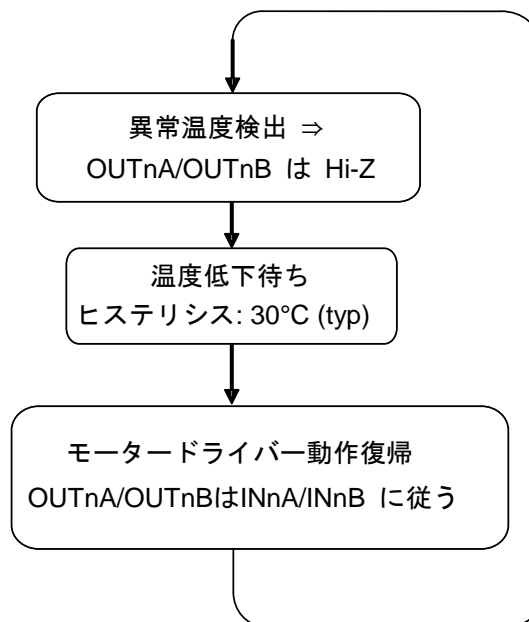 異常温度検出 ⇒
OUTnA/OUTnB は Hi-Z
温度低下待ち
ヒステリシス: 30°C (typ)
モータードライバー動作復帰
OUTnA/OUTnBはINnA/INnB に従う